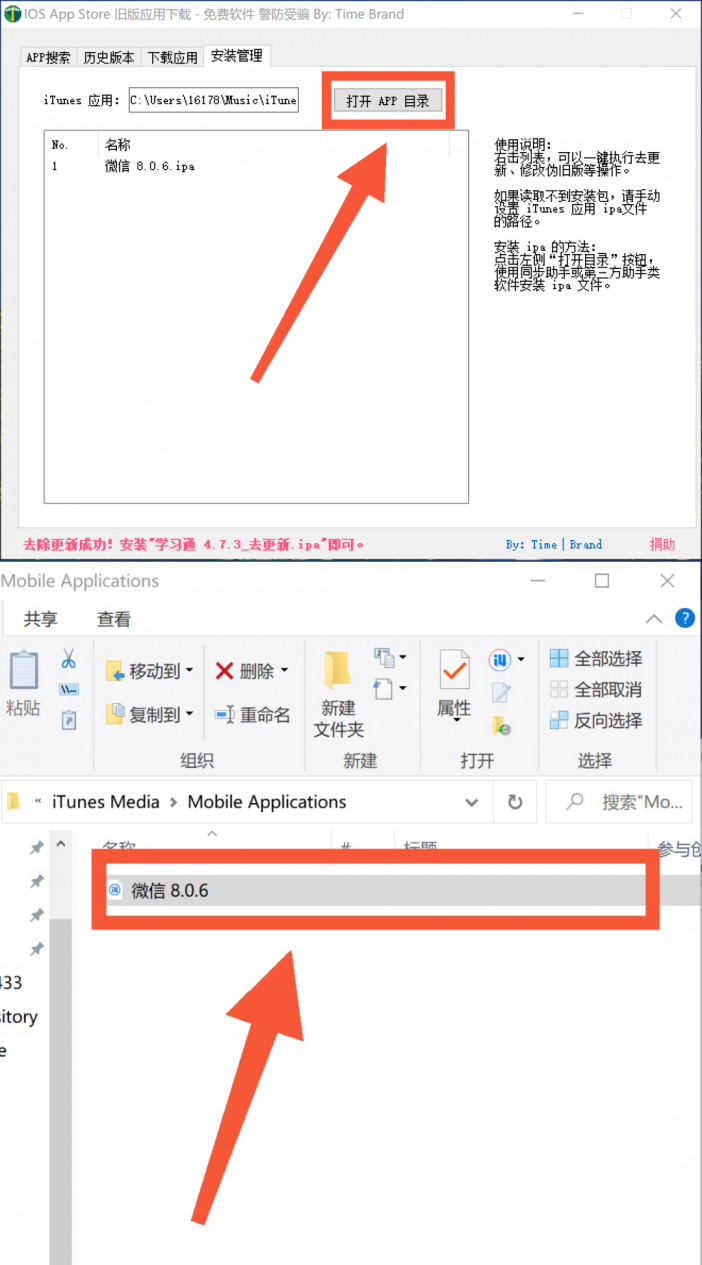 IOS App Store 旧版应用下载 - 免费软件 警防受骗 By: Time Brand
APP搜索 历史版本 下载应用 安装管理
iTunes 应用: C:\Users\16178\Music\iTune 打开 APP 目录
No. 名称
1 微信 8.0.6.ipa
使用说明:
右击列表，可以一键执行去更
新、修改伪旧版等操作。
如果读取不到安装包，请手动
设置 iTunes 应用 ipa文件
的路径。
安装 ipa 的方法:
点击左侧“打开目录”按钮，
使用同步助手或第三方助手类
软件安装 ipa 文件。
去除更新成功! 安装"学习通 4.7.3_去更新.ipa"即可。
By: Time | Brand
捐助
Mobile Applications
共享 查看
粘贴
移动到
复制到
删除
重命名
组织
新建
文件夹
新建
属性
打开
全部选择
全部取消
反向选择
选择
« iTunes Media > Mobile Applications
搜索"Mo...
名称 # 标题 参与创
微信 8.0.6
433
sitory
e